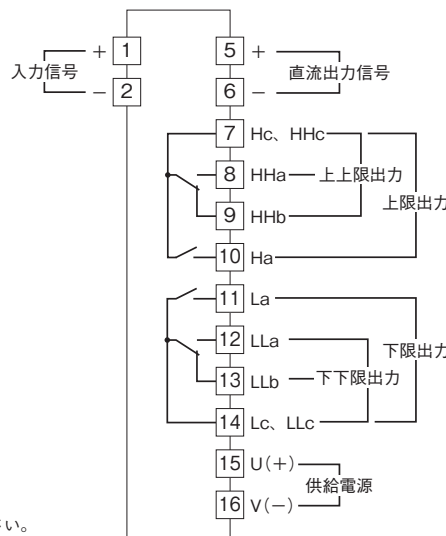 入力信号
+ 1
− 2
5 +
6 −
直流出力信号
7 Hc、HHc
8 HHa
上上限出力
9 HHb
上限出力
10 Ha
11 La
12 LLa
下限出力
13 LLb
下下限出力
14 Lc、LLc
15 U(+)
供給電源
16 V(−)
い。